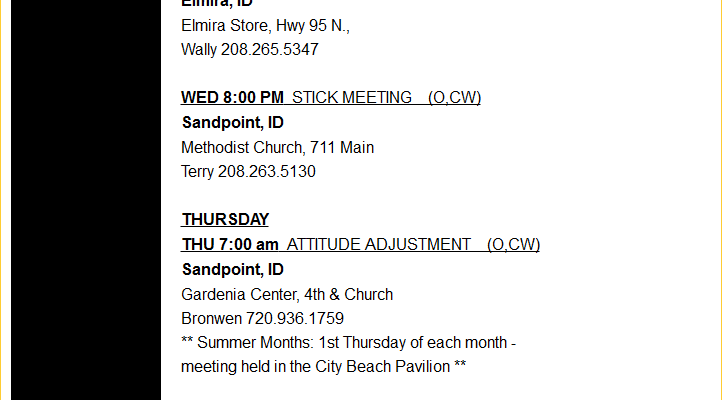 Elmira, ID
Elmira Store, Hwy 95 N.,
Wally 208.265.5347
WED 8:00 PM  STICK MEETING    (O,CW)
Sandpoint, ID
Methodist Church, 711 Main
Terry 208.263.5130
THURSDAY
THU 7:00 am  ATTITUDE ADJUSTMENT    (O,CW)
Sandpoint, ID
Gardenia Center, 4th & Church
Bronwen 720.936.1759
** Summer Months: 1st Thursday of each month -
meeting held in the City Beach Pavilion **